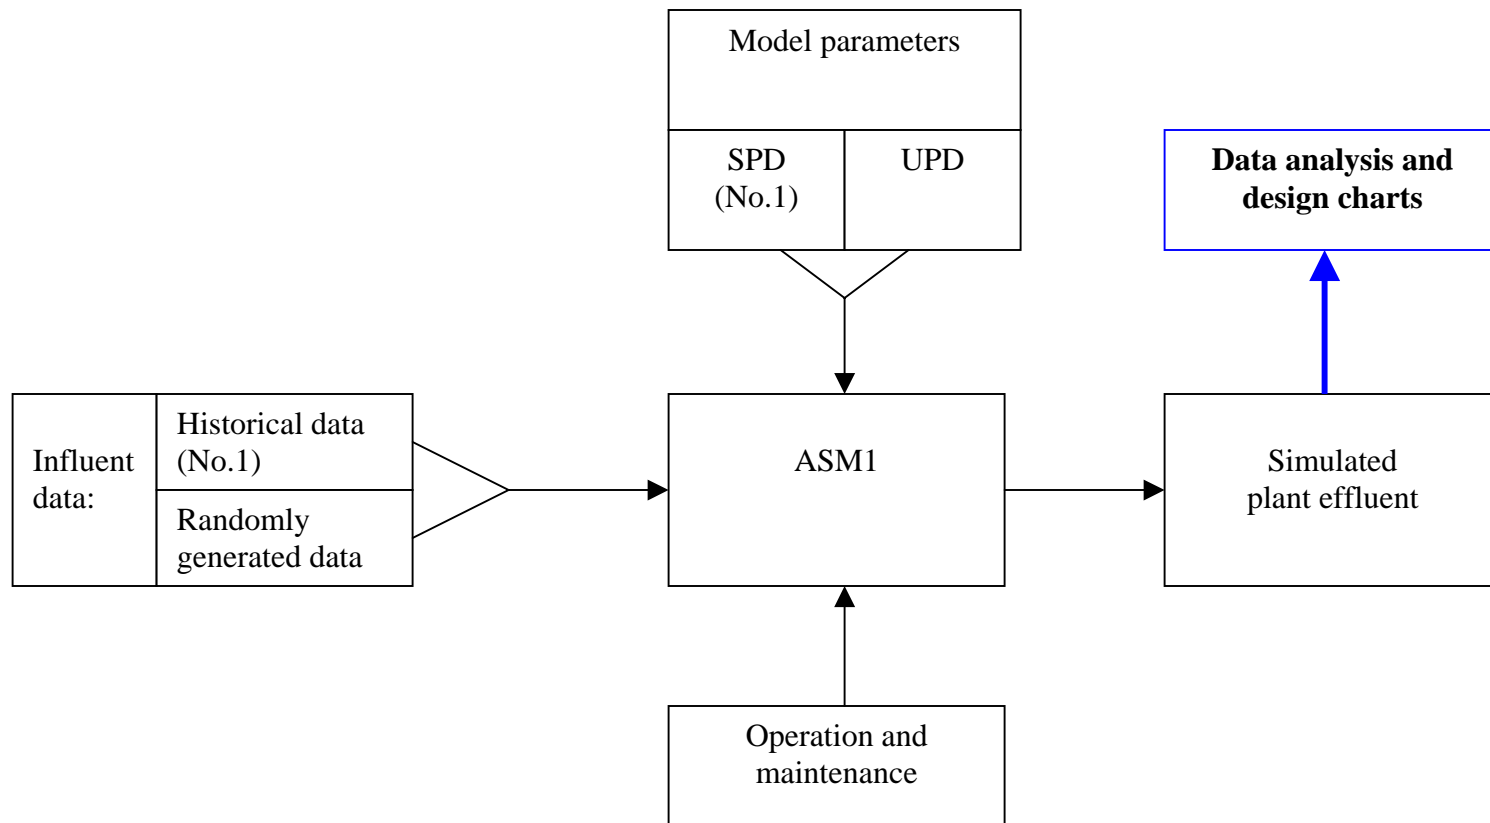 Model parameters
SPD
(No.1)
UPD
Data analysis and
design charts
Influent
data:
Historical data
(No.1)
Randomly
generated data
ASM1
Simulated
plant effluent
Operation and
maintenance